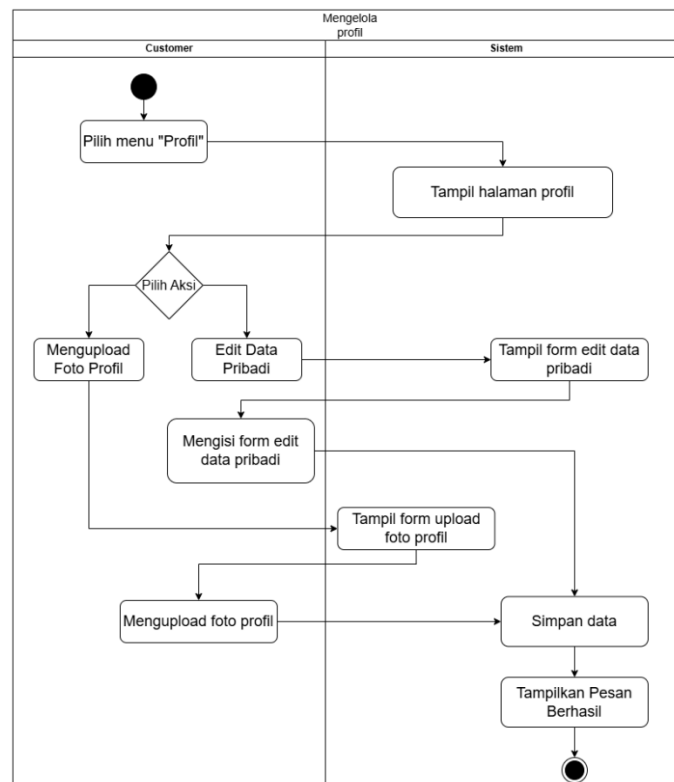 Mengelola
profil
Customer
Sistem
Pilih menu "Profil"
Tampil halaman profil
Pilih Aksi
Mengupload
Foto Profil
Edit Data
Pribadi
Tampil form edit data
pribadi
Mengisi form edit
data pribadi
Tampil form upload
foto profil
Mengupload foto profil
Simpan data
Tampilkan Pesan
Berhasil